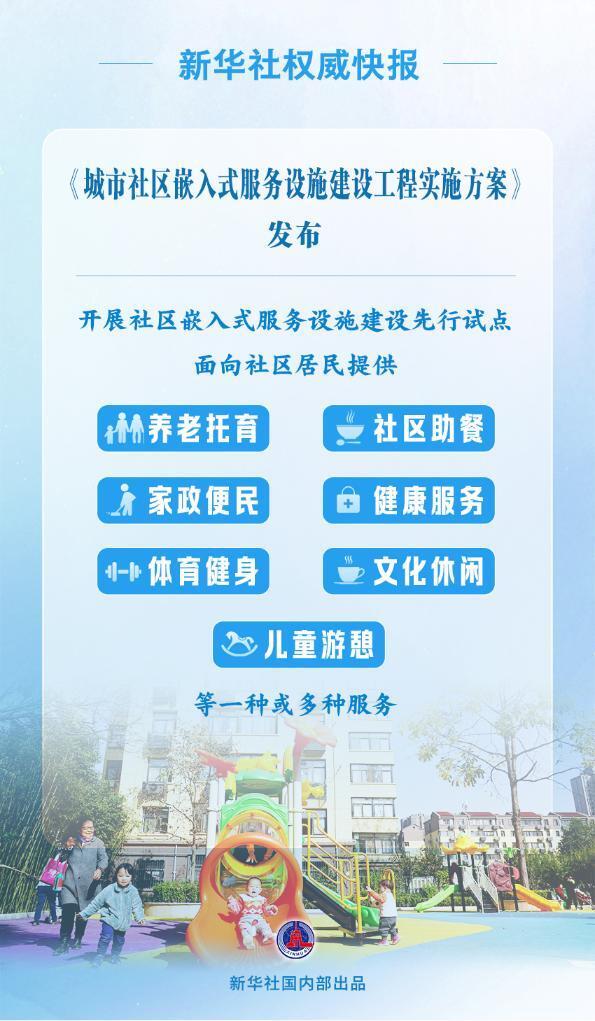 新华社权威快报
《城市社区嵌入式服务设施建设工程实施方案》
发布
开展社区嵌入式服务设施建设先行试点
面向社区居民提供
养老托育
社区助餐
家政便民
健康服务
体育健身
文化休闲
儿童游憩
等一种或多种服务
新华社国内部出品